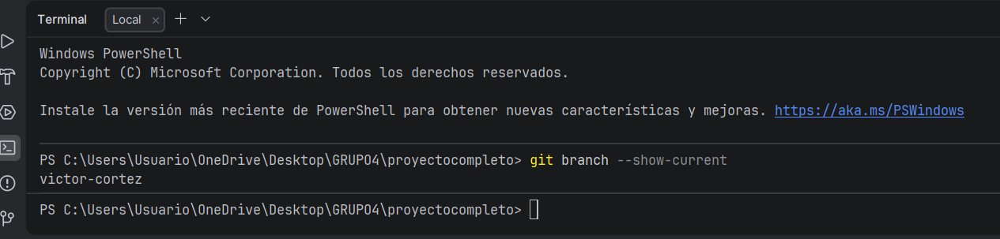 Terminal Local × +
Windows PowerShell
Copyright (C) Microsoft Corporation. Todos los derechos reservados.
Instale la versión más reciente de PowerShell para obtener nuevas características y mejoras. https://aka.ms/PSWindows
PS C:\Users\Usuario\OneDrive\Desktop\GRUPO4\proyectocompleto> git branch --show-current
victor-cortez
PS C:\Users\Usuario\OneDrive\Desktop\GRUPO4\proyectocompleto>